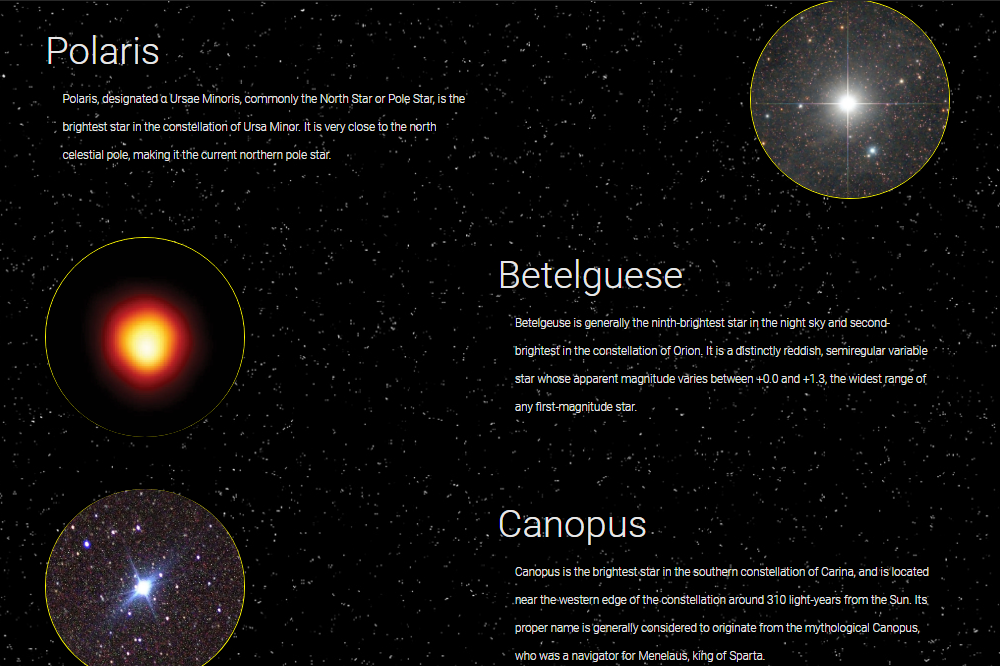 Polaris
Polaris, designated α Ursae Minoris, commonly the North Star or Pole Star, is the
brightest star in the constellation of Ursa Minor. It is very close to the north
celestial pole, making it the current northern pole star.
Betelguese
Betelgeuse is generally the ninth-brightest star in the night sky and second-
brightest in the constellation of Orion. It is a distinctly reddish, semiregular variable
star whose apparent magnitude varies between +0.0 and +1.3, the widest range of
any first-magnitude star.
Canopus
Canopus is the brightest star in the southern constellation of Carina, and is located
near the western edge of the constellation around 310 light-years from the Sun. Its
proper name is generally considered to originate from the mythological Canopus,
who was a navigator for Menelaus, king of Sparta.